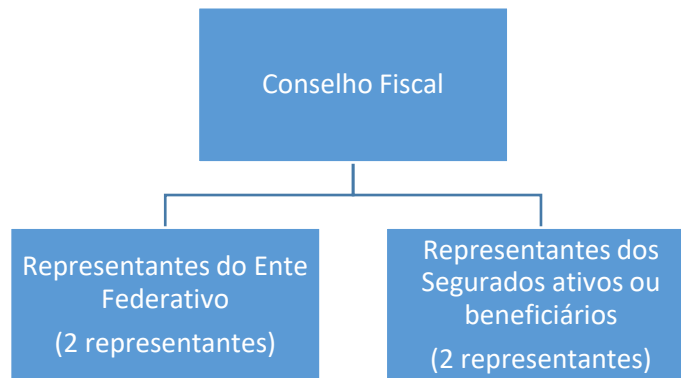 Conselho Fiscal
Representantes do Ente
Federativo
(2 representantes)
Representantes dos
Segurados ativos ou
beneficiários
(2 representantes)